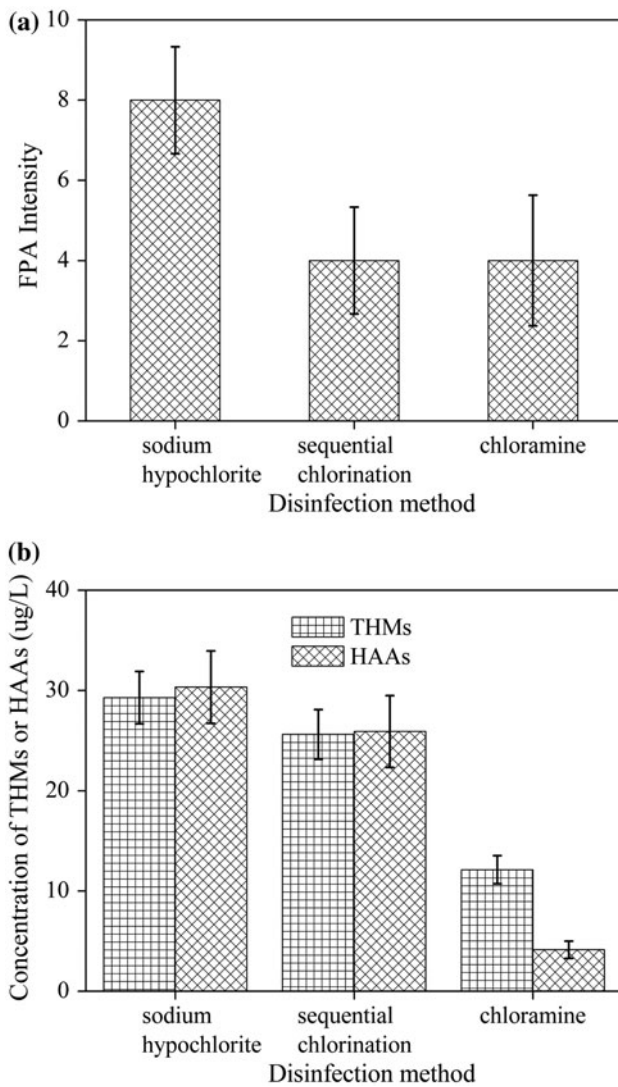 (a)
10
8
6
4
2
0
FPA Intensity
sodium hypochlorite
sequential chlorination
chloramine
Disinfection method
(b)
40
30
20
10
0
Concentration of THMs or HAAs (ug/L)
THMs
HAAs
sodium hypochlorite
sequential chlorination
chloramine
Disinfection method